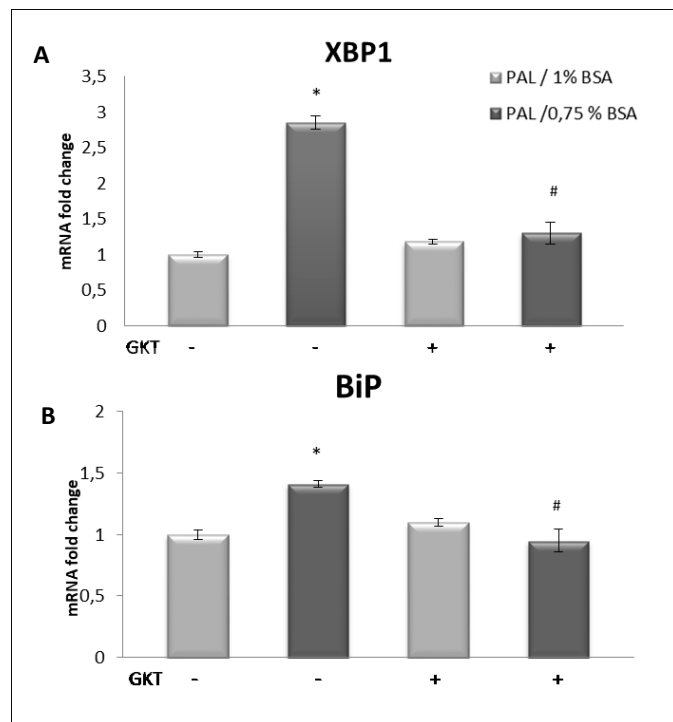 A
XBP1
PAL / 1% BSA
PAL /0,75 % BSA
mRNA fold change
3,5
3
2,5
2
1,5
1
0,5
0
*
#
GKT - - + +
B
BiP
mRNA fold change
2
1,5
1
0,5
0
*
#
GKT - - + +